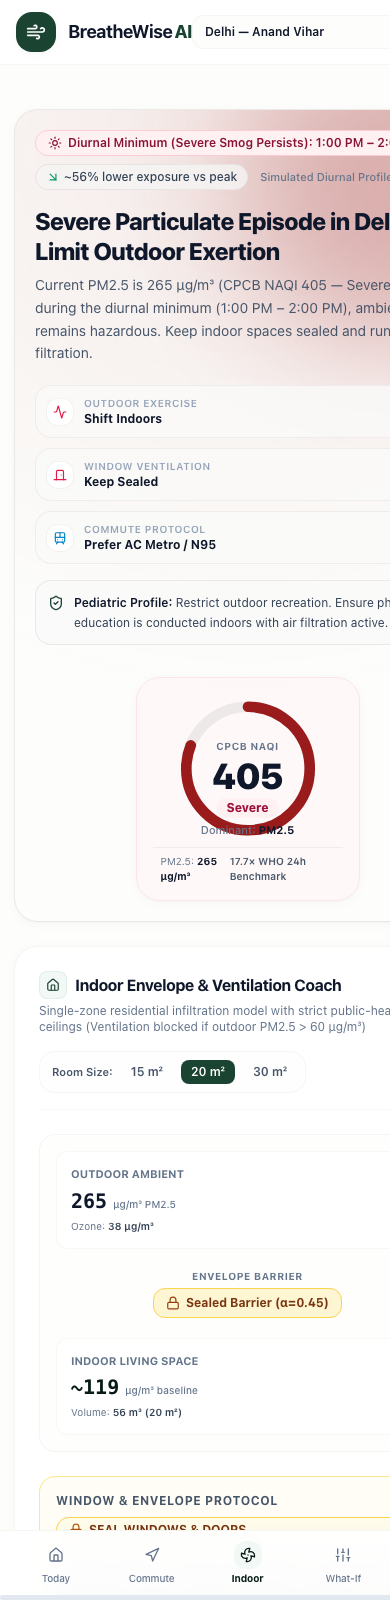 BreatheWise AI
Delhi — Anand Vihar
Diurnal Minimum (Severe Smog Persists): 1:00 PM – 2:
~56% lower exposure vs peak
Simulated Diurnal Profile
Severe Particulate Episode in Del
Limit Outdoor Exertion
Current PM2.5 is 265 µg/m³ (CPCB NAQI 405 — Severe
during the diurnal minimum (1:00 PM – 2:00 PM), ambie
remains hazardous. Keep indoor spaces sealed and run
filtration.
OUTDOOR EXERCISE
Shift Indoors
WINDOW VENTILATION
Keep Sealed
COMMUTE PROTOCOL
Prefer AC Metro / N95
Pediatric Profile: Restrict outdoor recreation. Ensure ph
education is conducted indoors with air filtration active.
CPCB NAQI
405
Severe
Dominant: PM2.5
PM2.5: 265 µg/m³
17.7× WHO 24h Benchmark
Indoor Envelope & Ventilation Coach
Single-zone residential infiltration model with strict public-hea
ceilings (Ventilation blocked if outdoor PM2.5 > 60 µg/m³)
Room Size: 15 m² 20 m² 30 m²
OUTDOOR AMBIENT
265 µg/m³ PM2.5
Ozone: 38 µg/m³
ENVELOPE BARRIER
Sealed Barrier (α=0.45)
INDOOR LIVING SPACE
~119 µg/m³ baseline
Volume: 56 m³ (20 m²)
WINDOW & ENVELOPE PROTOCOL
SEAL WINDOWS & DOORS
Today Commute Indoor What-If